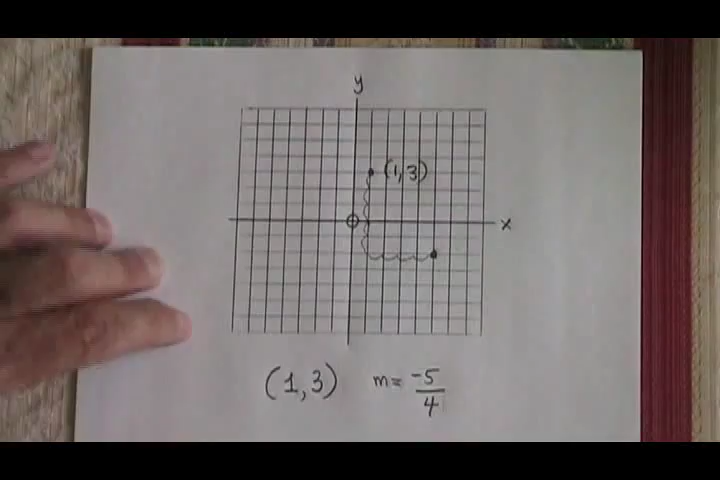 y
(1,3)
x
(1,3) m = -5/4